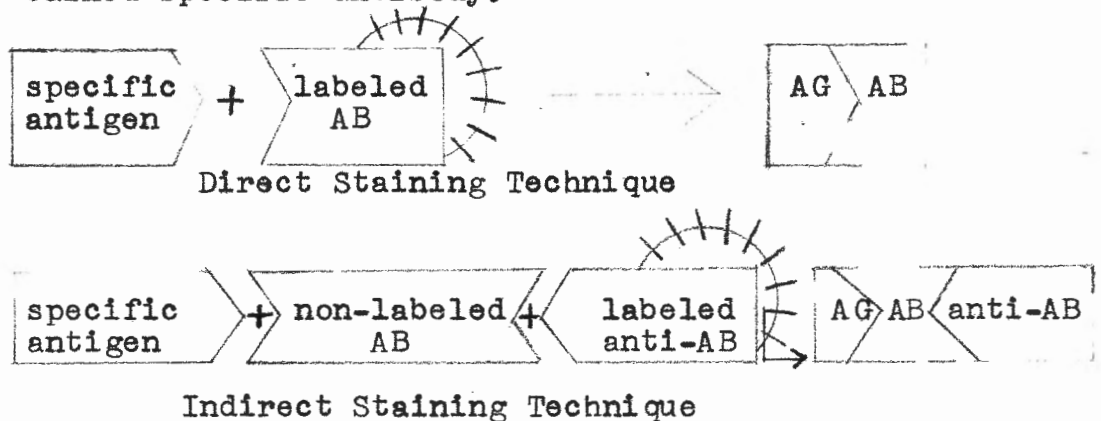 specific + labeled AG AB
antigen AB
Direct Staining Technique
specific + non-labeled + labeled AG AB anti-AB
antigen AB anti-AB
Indirect Staining Technique